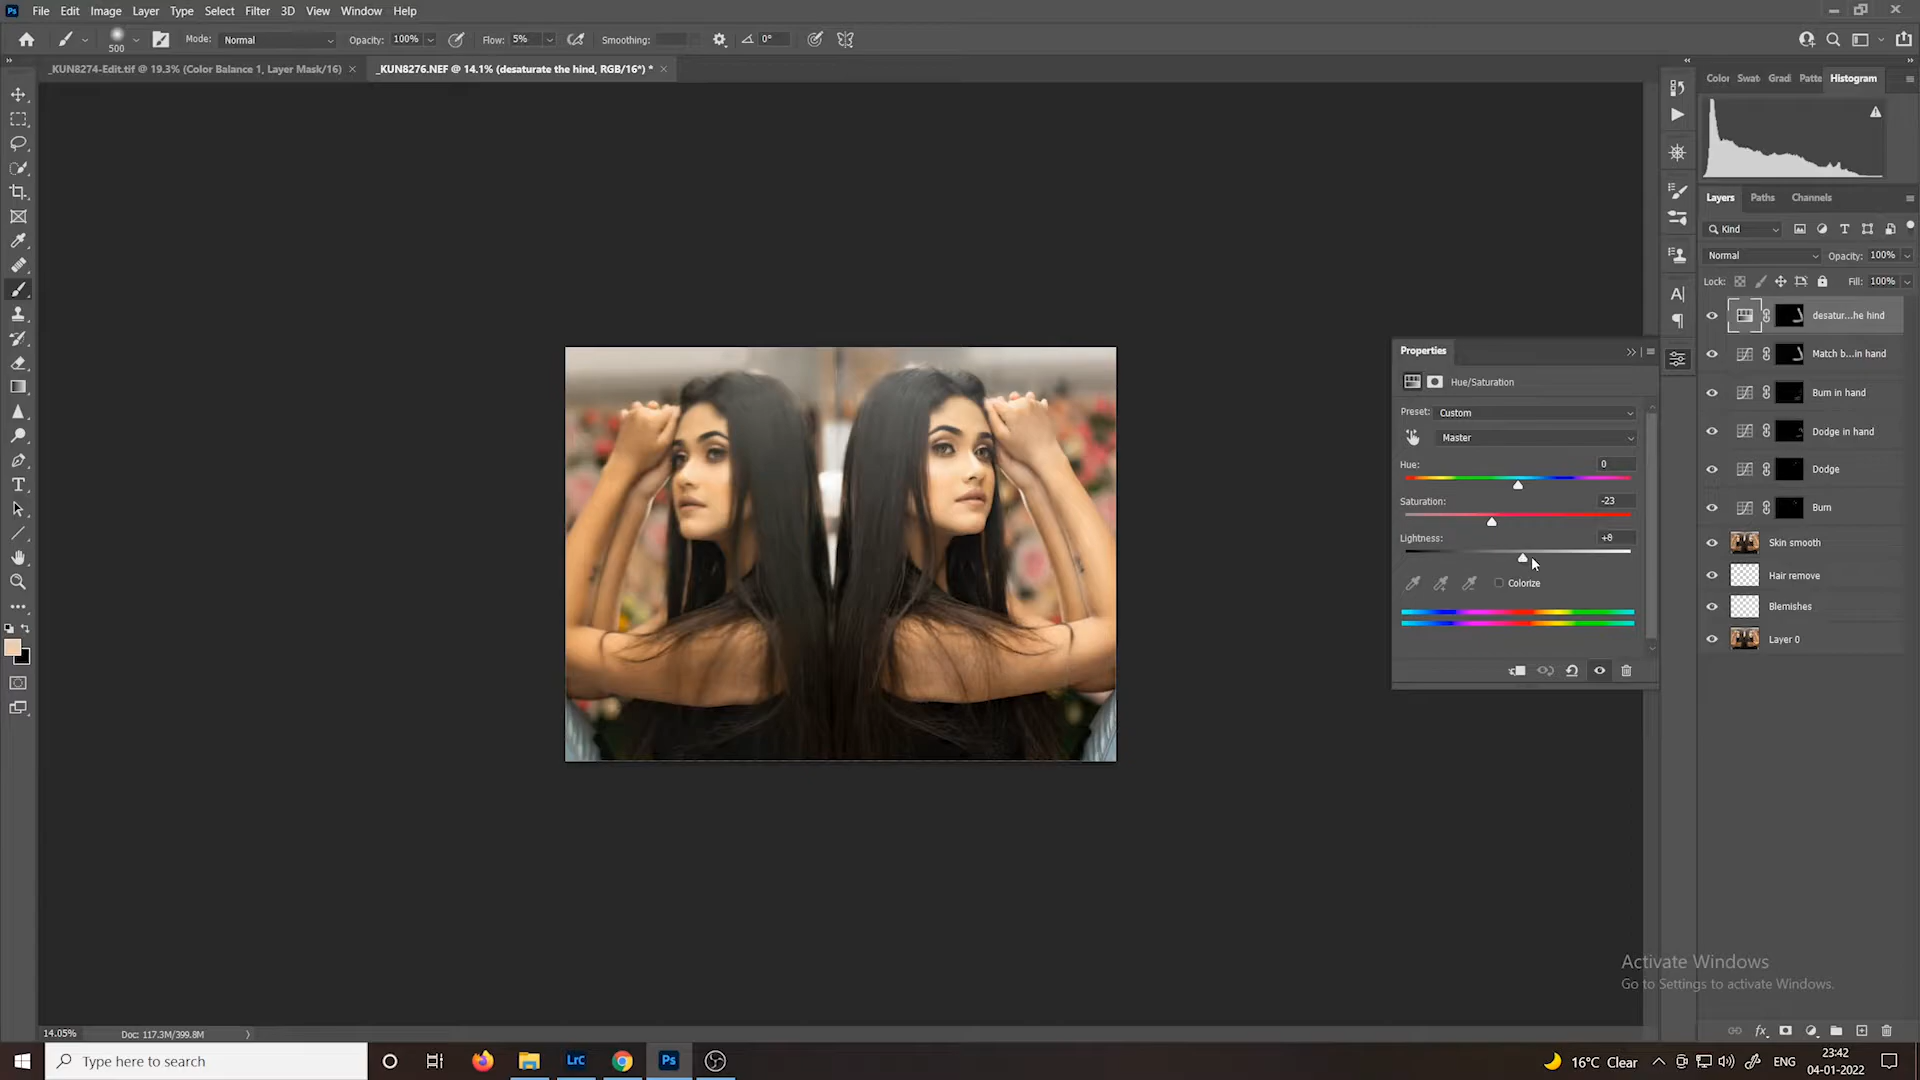 Ps File Edit Image Layer Type Select Filter 3D View Window Help
500 Mode: Normal Opacity: 100% Flow: 5% Smoothing: 0°
_KUN8274-Edit.tif @ 19.3% (Color Balance 1, Layer Mask/16) × _KUN8276.NEF @ 14.1% (desaturate the hind, RGB/16*) * ×
Color Swat Gradi Patte Histogram
Layers Paths Channels
Kind
Normal Opacity: 100%
Lock: Fill: 100%
desatur...he hind
Match b...in hand
Burn in hand
Dodge in hand
Dodge
Burn
Skin smooth
Hair remove
Blemishes
Layer 0
Properties
Hue/Saturation
Preset: Custom
Master
Hue: 0
Saturation: -23
Lightness: +8
Colorize
Activate Windows
Go to Settings to activate Windows.
14.05% Doc: 117.3M/399.8M
Type here to search LrC Ps 16°C Clear ENG 23:42
04-01-2022